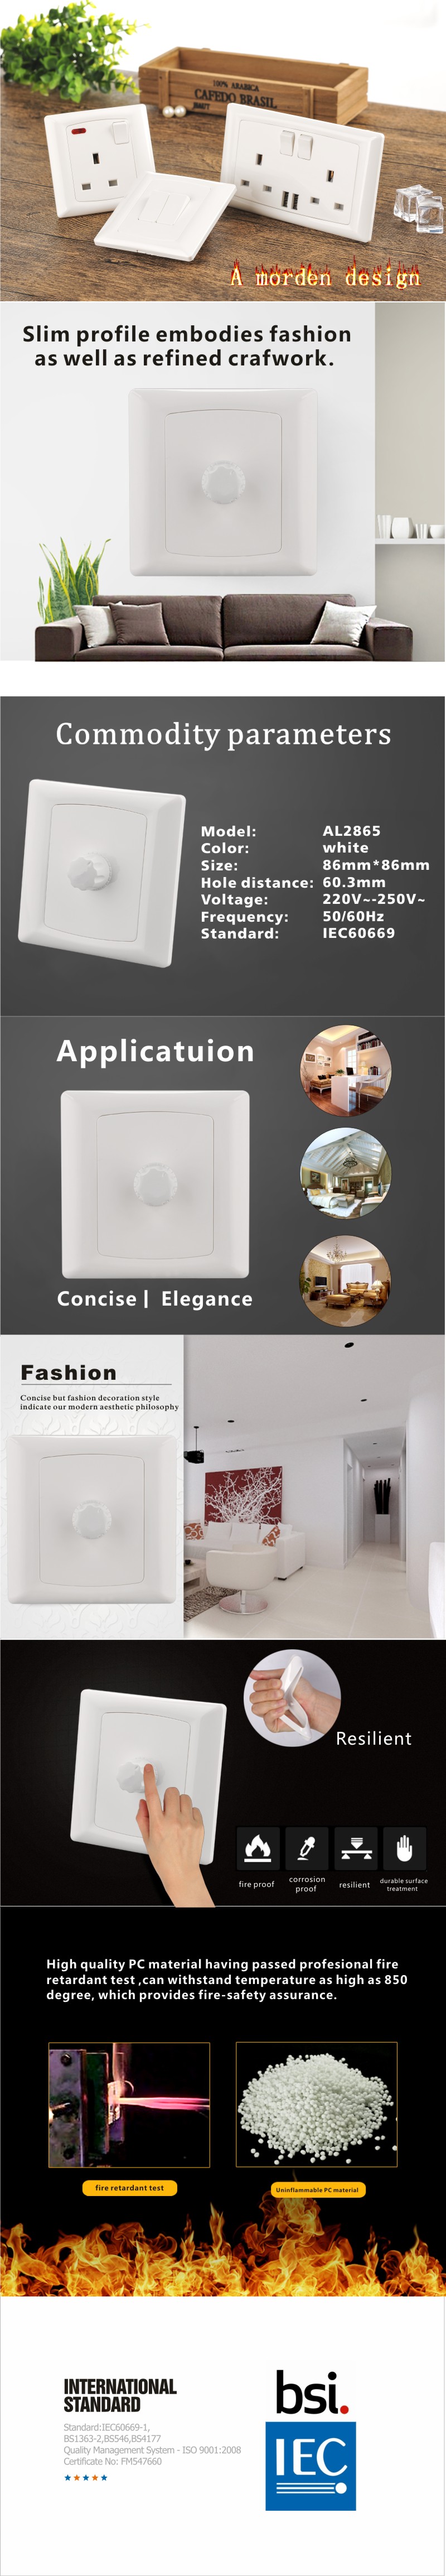 100% ARABICA
CAFEDO BRASIL
A morden design
Slim profile embodies fashion
as well as refined crafwork.
Commodity parameters
Model: AL2865
Color: white
Size: 86mm*86mm
Hole distance: 60.3mm
Voltage: 220V~-250V~
Frequency: 50/60Hz
Standard: IEC60669
Applicatuion
Concise | Elegance
Fashion
Concise but fashion decoration style
indicate our modern aesthetic philosophy
Resilient
fire proof
corrosion
proof
resilient
durable surface
treatment
High quality PC material having passed profesional fire
retardant test ,can withstand temperature as high as 850
degree, which provides fire-safety assurance.
fire retardant test
Uninflammable PC material
INTERNATIONAL
STANDARD
Standard:IEC60669-1,
BS1363-2,BS546,BS4177
Quality Management System - ISO 9001:2008
Certificate No: FM547660
bsi.
IEC